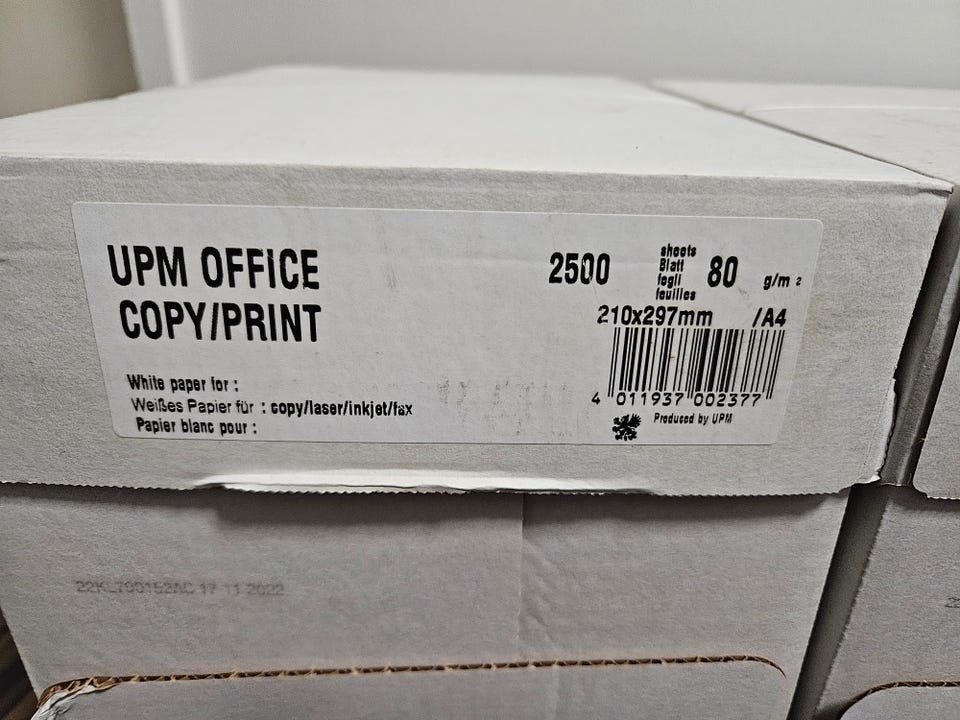 UPM OFFICE
COPY/PRINT
2500 sheets Blatt fogli feuilles 80 g/m²
210x297mm /A4
4 011937 002377
Produced by UPM
White paper for :
Weißes Papier für : copy/laser/inkjet/fax
Papier blanc pour :
17 11 2022